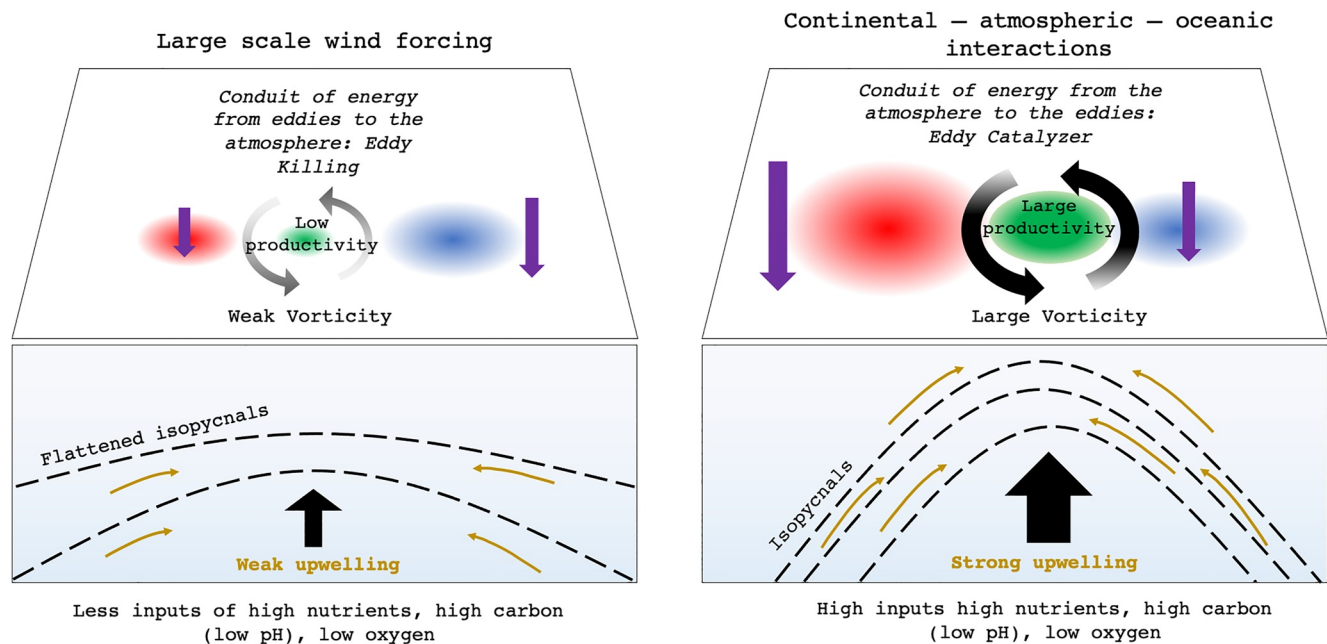 Large scale wind forcing
Conduit of energy
from eddies to the
atmosphere: Eddy
Killing
Low
productivity
Weak Vorticity
Flattened isopycnals
Weak upwelling
Less inputs of high nutrients, high carbon
(low pH), low oxygen
Continental – atmospheric – oceanic
interactions
Conduit of energy from the
atmosphere to the eddies:
Eddy Catalyzer
Large
productivity
Large Vorticity
Isopycnals
Strong upwelling
High inputs high nutrients, high carbon
(low pH), low oxygen